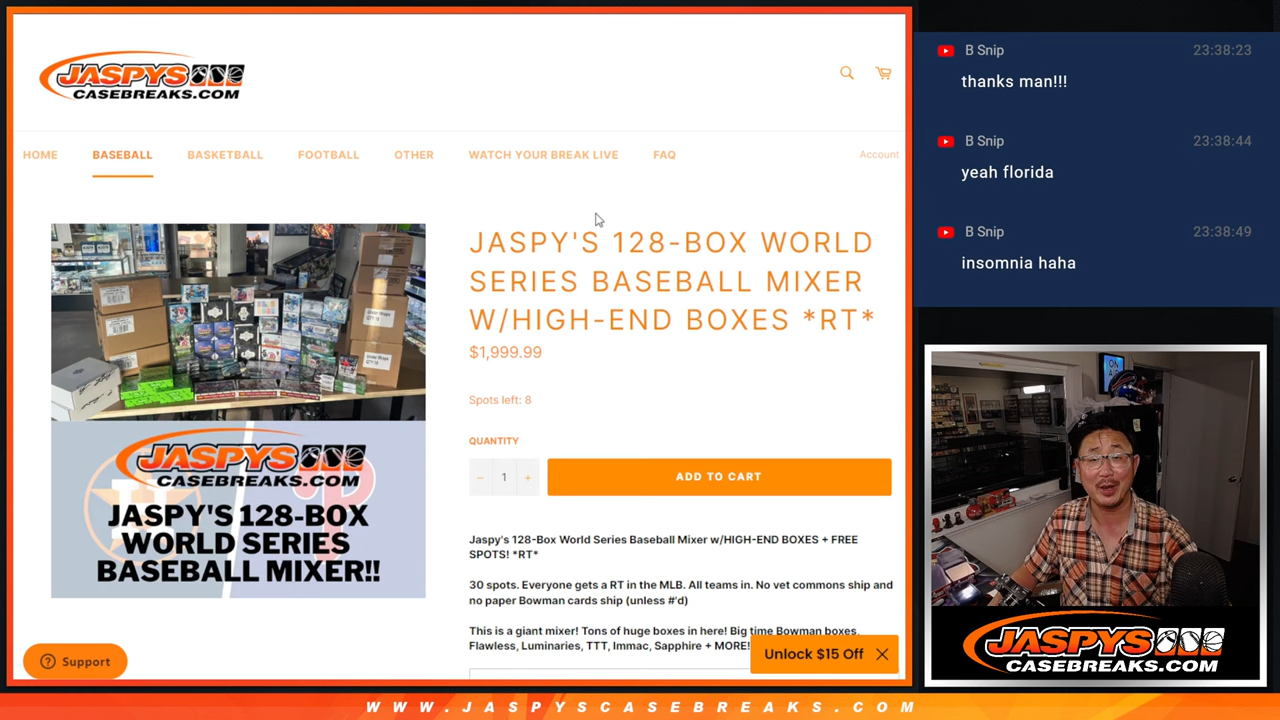 JASPYS
CASEBREAKS.COM
HOME
BASEBALL
BASKETBALL
FOOTBALL
OTHER
WATCH YOUR BREAK LIVE
FAQ
Account
JASPYS
CASEBREAKS.COM
JASPY'S 128-BOX
WORLD SERIES
BASEBALL MIXER!!
JASPY'S 128-BOX WORLD
SERIES BASEBALL MIXER
W/HIGH-END BOXES *RT*
$1,999.99
Spots left: 8
QUANTITY
− 1 +
ADD TO CART
Jaspy's 128-Box World Series Baseball Mixer w/HIGH-END BOXES + FREE
SPOTS! *RT*
30 spots. Everyone gets a RT in the MLB. All teams in. No vet commons ship and
no paper Bowman cards ship (unless #'d)
This is a giant mixer! Tons of huge boxes in here! Big time Bowman boxes,
Flawless, Luminaries, TTT, Immac, Sapphire + MORE!
Unlock $15 Off
Support
B Snip 23:38:23
thanks man!!!
B Snip 23:38:44
yeah florida
B Snip 23:38:49
insomnia haha
ON
AIR
JASPYS
CASEBREAKS.COM
WWW.JASPYSCASEBREAKS.COM